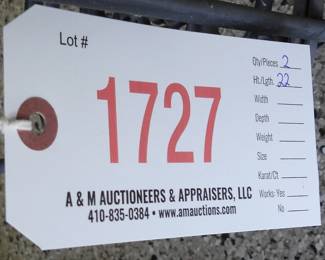 Lot #
1727
Qty/Pieces 2
Ht./Lgth. 22
Width
Depth
Weight
Size
Karat/Ct
Works: Yes
No
A & M AUCTIONEERS & APPRAISERS, LLC
410-835-0384 • www.amauctions.com